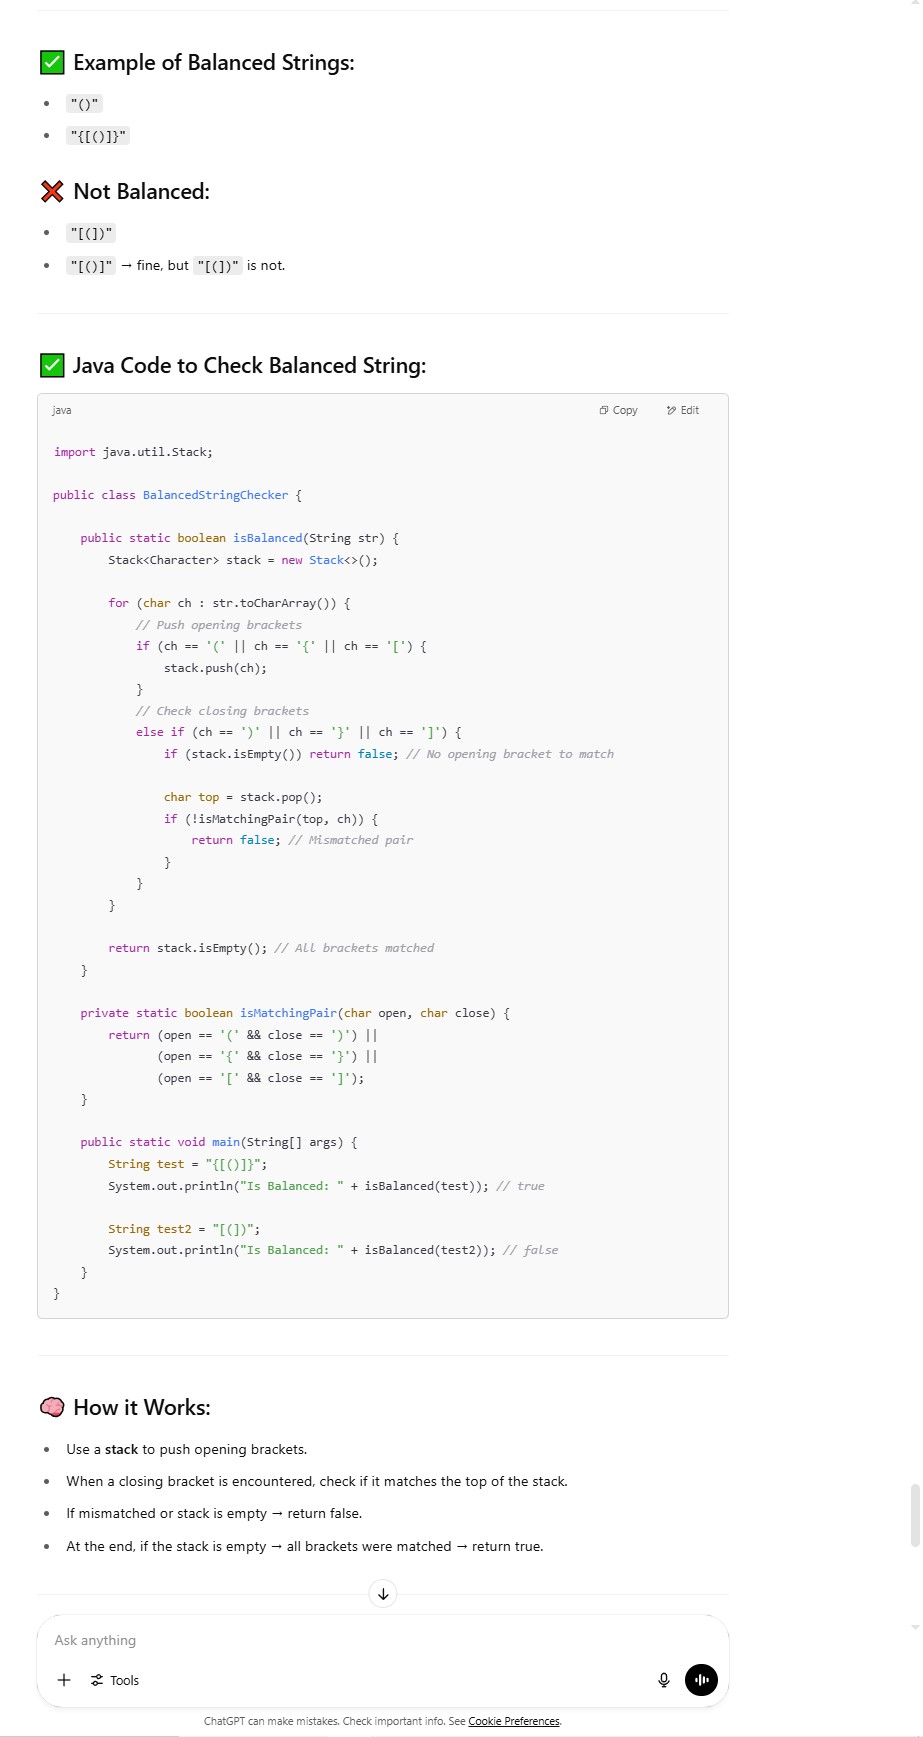 ✅ Example of Balanced Strings:
• "()"
• "{[()]}"
❌ Not Balanced:
• "[(])"
• "[()]" → fine, but "[(])" is not.
✅ Java Code to Check Balanced String:
java Copy Edit
import java.util.Stack;

public class BalancedStringChecker {

    public static boolean isBalanced(String str) {
        Stack<Character> stack = new Stack<>();

        for (char ch : str.toCharArray()) {
            // Push opening brackets
            if (ch == '(' || ch == '{' || ch == '[') {
                stack.push(ch);
            }
            // Check closing brackets
            else if (ch == ')' || ch == '}' || ch == ']') {
                if (stack.isEmpty()) return false; // No opening bracket to match

                char top = stack.pop();
                if (!isMatchingPair(top, ch)) {
                    return false; // Mismatched pair
                }
            }
        }

        return stack.isEmpty(); // All brackets matched
    }

    private static boolean isMatchingPair(char open, char close) {
        return (open == '(' && close == ')') ||
               (open == '{' && close == '}') ||
               (open == '[' && close == ']');
    }

    public static void main(String[] args) {
        String test = "{[()]}";
        System.out.println("Is Balanced: " + isBalanced(test)); // true

        String test2 = "[(])";
        System.out.println("Is Balanced: " + isBalanced(test2)); // false
    }
}
🧠 How it Works:
• Use a stack to push opening brackets.
• When a closing bracket is encountered, check if it matches the top of the stack.
• If mismatched or stack is empty → return false.
• At the end, if the stack is empty → all brackets were matched → return true.
Ask anything
Tools
ChatGPT can make mistakes. Check important info. See Cookie Preferences.